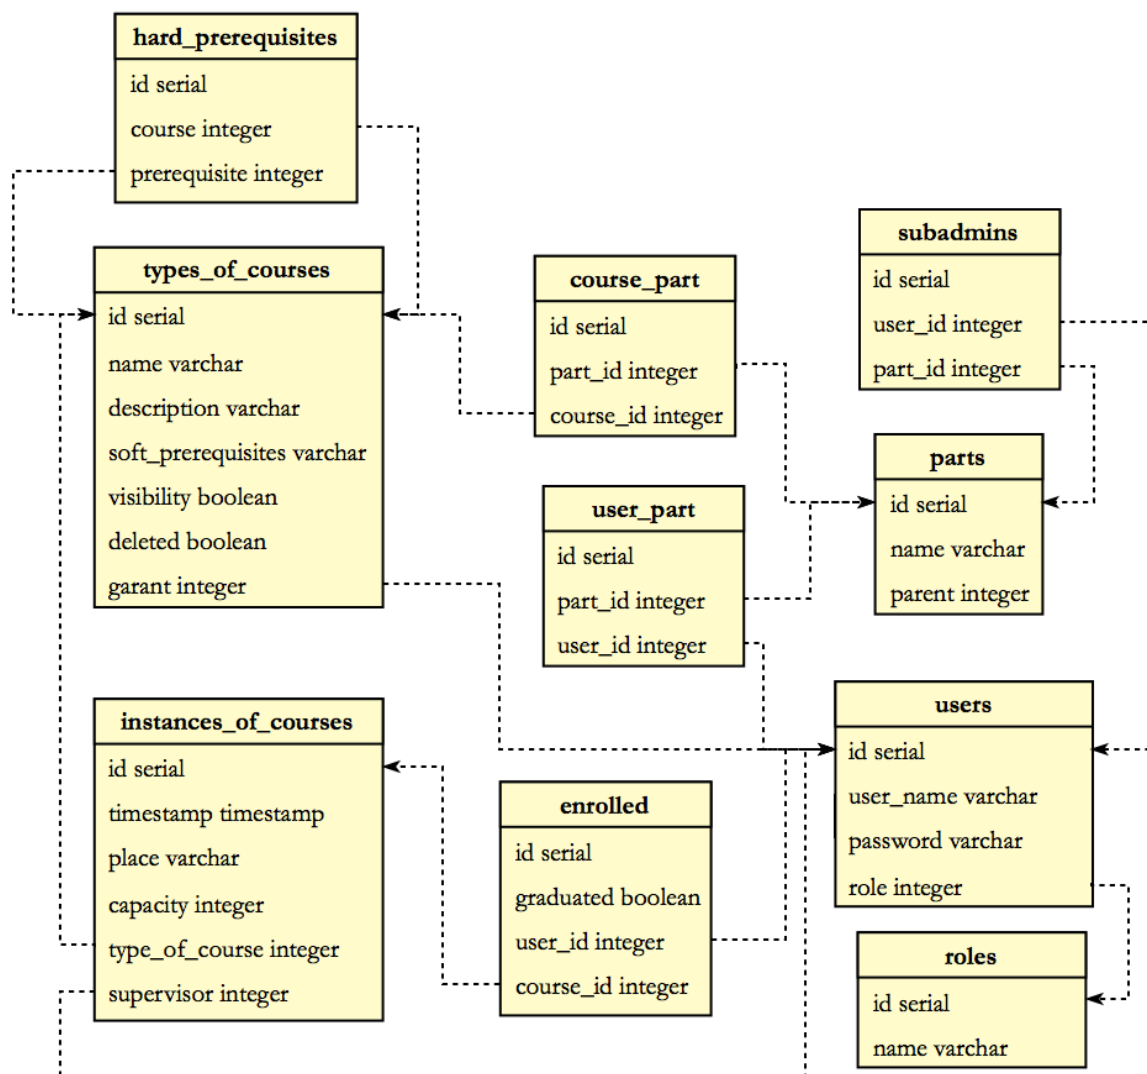 hard_prerequisites
id serial
course integer
prerequisite integer
types_of_courses
id serial
name varchar
description varchar
soft_prerequisites varchar
visibility boolean
deleted boolean
garant integer
course_part
id serial
part_id integer
course_id integer
subadmins
id serial
user_id integer
part_id integer
parts
id serial
name varchar
parent integer
user_part
id serial
part_id integer
user_id integer
instances_of_courses
id serial
timestamp timestamp
place varchar
capacity integer
type_of_course integer
supervisor integer
enrolled
id serial
graduated boolean
user_id integer
course_id integer
users
id serial
user_name varchar
password varchar
role integer
roles
id serial
name varchar